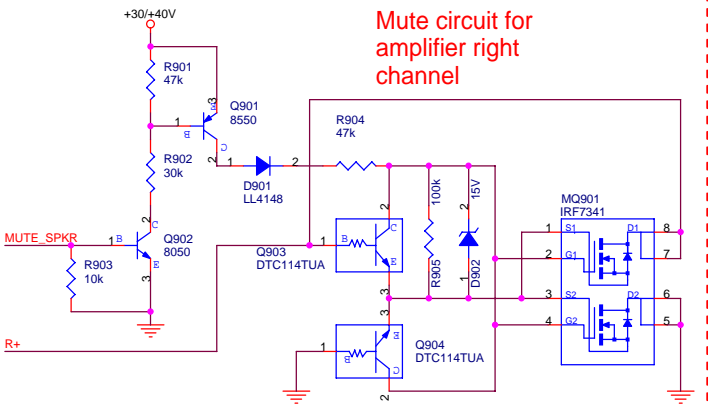 +30/+40V
Mute circuit for
amplifier right
channel
R901
47k
Q901
8550
3
E
1
B
C
2
R904
47k
1
2
D901
LL4148
R902
30k
MUTE_SPKR
2
C
1
B
Q902
8050
E
3
R903
10k
R+
2
C
1
B
E
3
Q903
DTC114TUA
100k
R905
15V
2
1
D902
MQ901
IRF7341
1
S1
D1
8
2
G1
7
3
S2
D2
6
4
G2
5
3
E
1
B
C
2
Q904
DTC114TUA